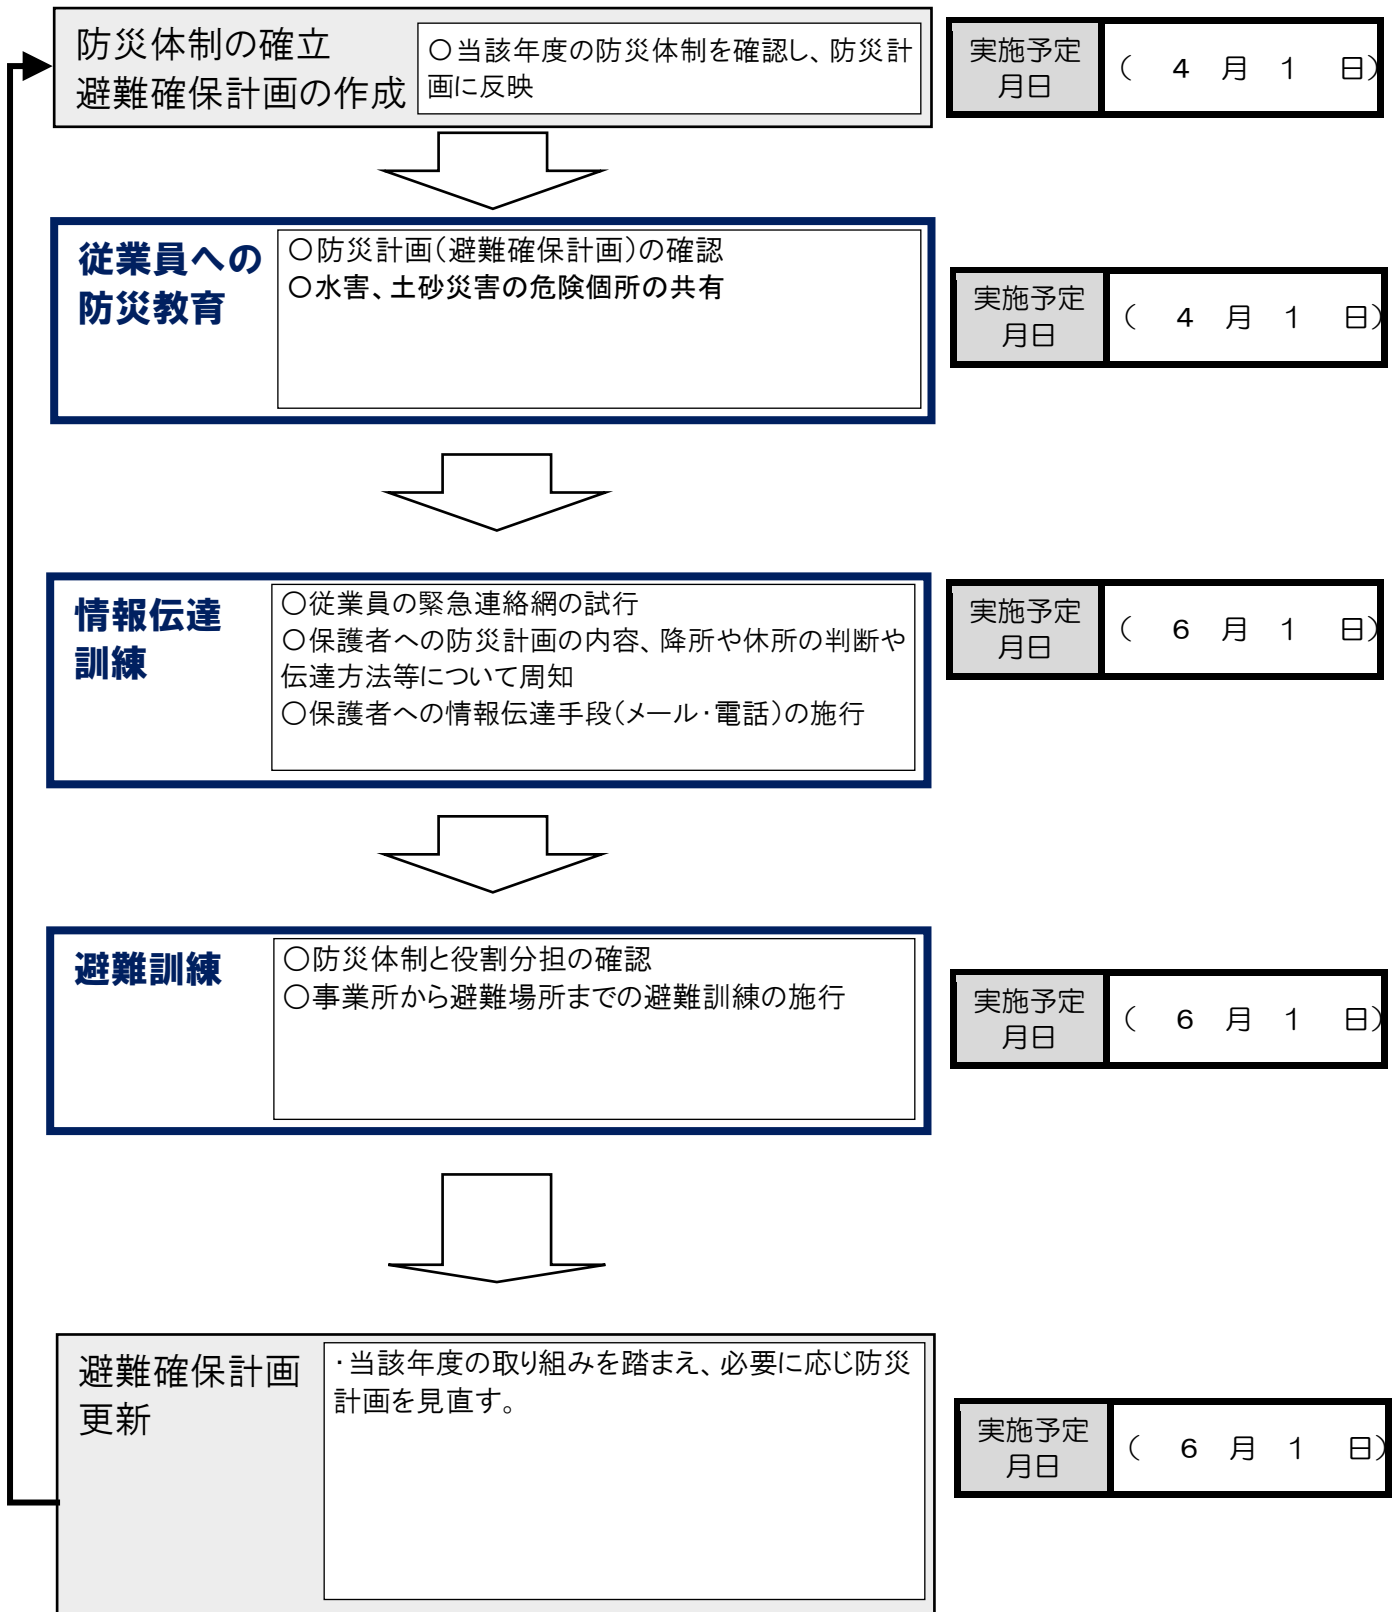 防災体制の確立
避難確保計画の作成
〇当該年度の防災体制を確認し、防災計
画に反映
実施予定
月日
（　4　月　1　日）
従業員への
防災教育
〇防災計画（避難確保計画）の確認
〇水害、土砂災害の危険個所の共有
実施予定
月日
（　4　月　1　日）
情報伝達
訓練
〇従業員の緊急連絡網の試行
〇保護者への防災計画の内容、降所や休所の判断や
伝達方法等について周知
〇保護者への情報伝達手段（メール・電話）の施行
実施予定
月日
（　6　月　1　日）
避難訓練
〇防災体制と役割分担の確認
〇事業所から避難場所までの避難訓練の施行
実施予定
月日
（　6　月　1　日）
避難確保計画
更新
・当該年度の取り組みを踏まえ、必要に応じ防災
計画を見直す。
実施予定
月日
（　6　月　1　日）